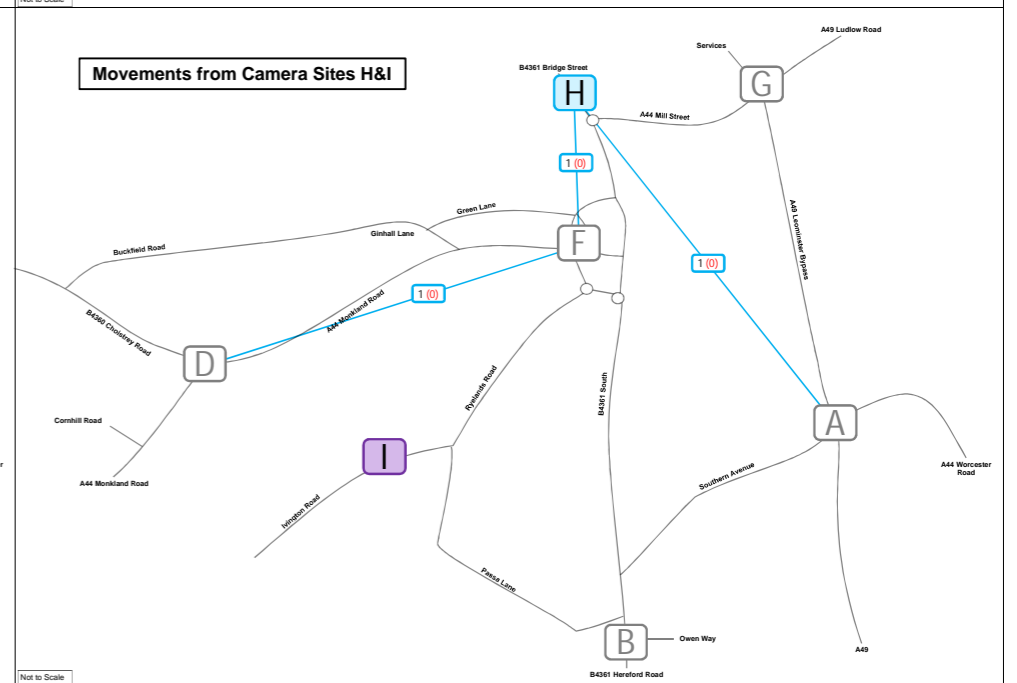 Not to Scale
Movements from Camera Sites H&I
A49 Ludlow Road
Services
G
B4361 Bridge Street
H
A44 Mill Street
1 (0)
A49 Leominster Bypass
Green Lane
Ginhall Lane
Buckfield Road
F
1 (0)
1 (0)
A44 Monkland Road
B4360 Cholstrey Road
D
Ryelands Road
B4361 South
A
Cornhill Road
A44 Monkland Road
I
Ivington Road
Southern Avenue
A44 Worcester
Road
Passa Lane
B
Owen Way
A49
B4361 Hereford Road
Not to Scale